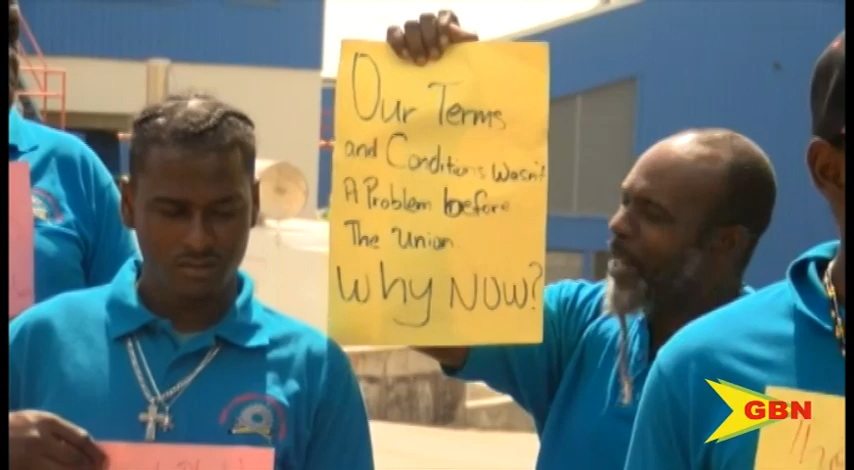 Our Terms
and Conditions Wasn't
A Problem before
The Union
Why Now?
GBN